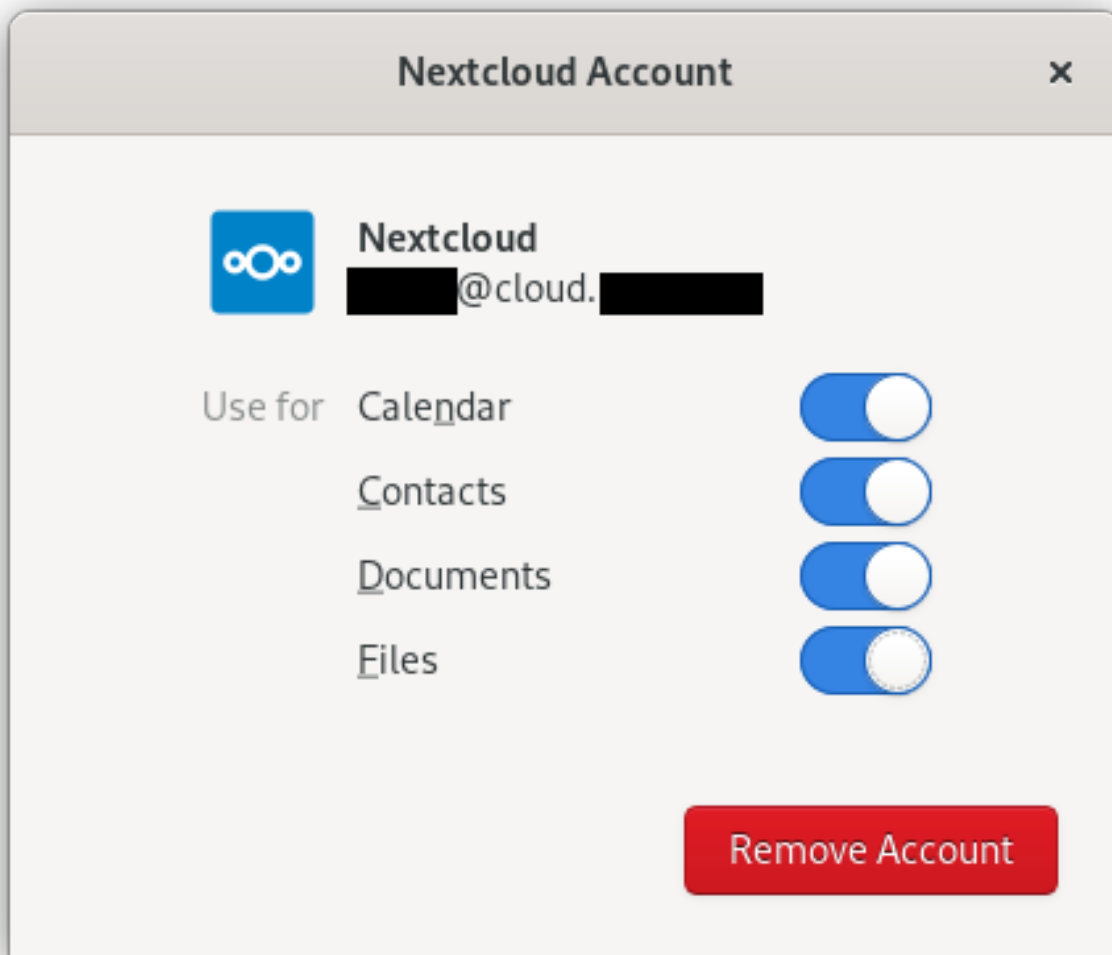 Nextcloud Account
Nextcloud
@cloud.
Use for Calendar
Contacts
Documents
Files
Remove Account